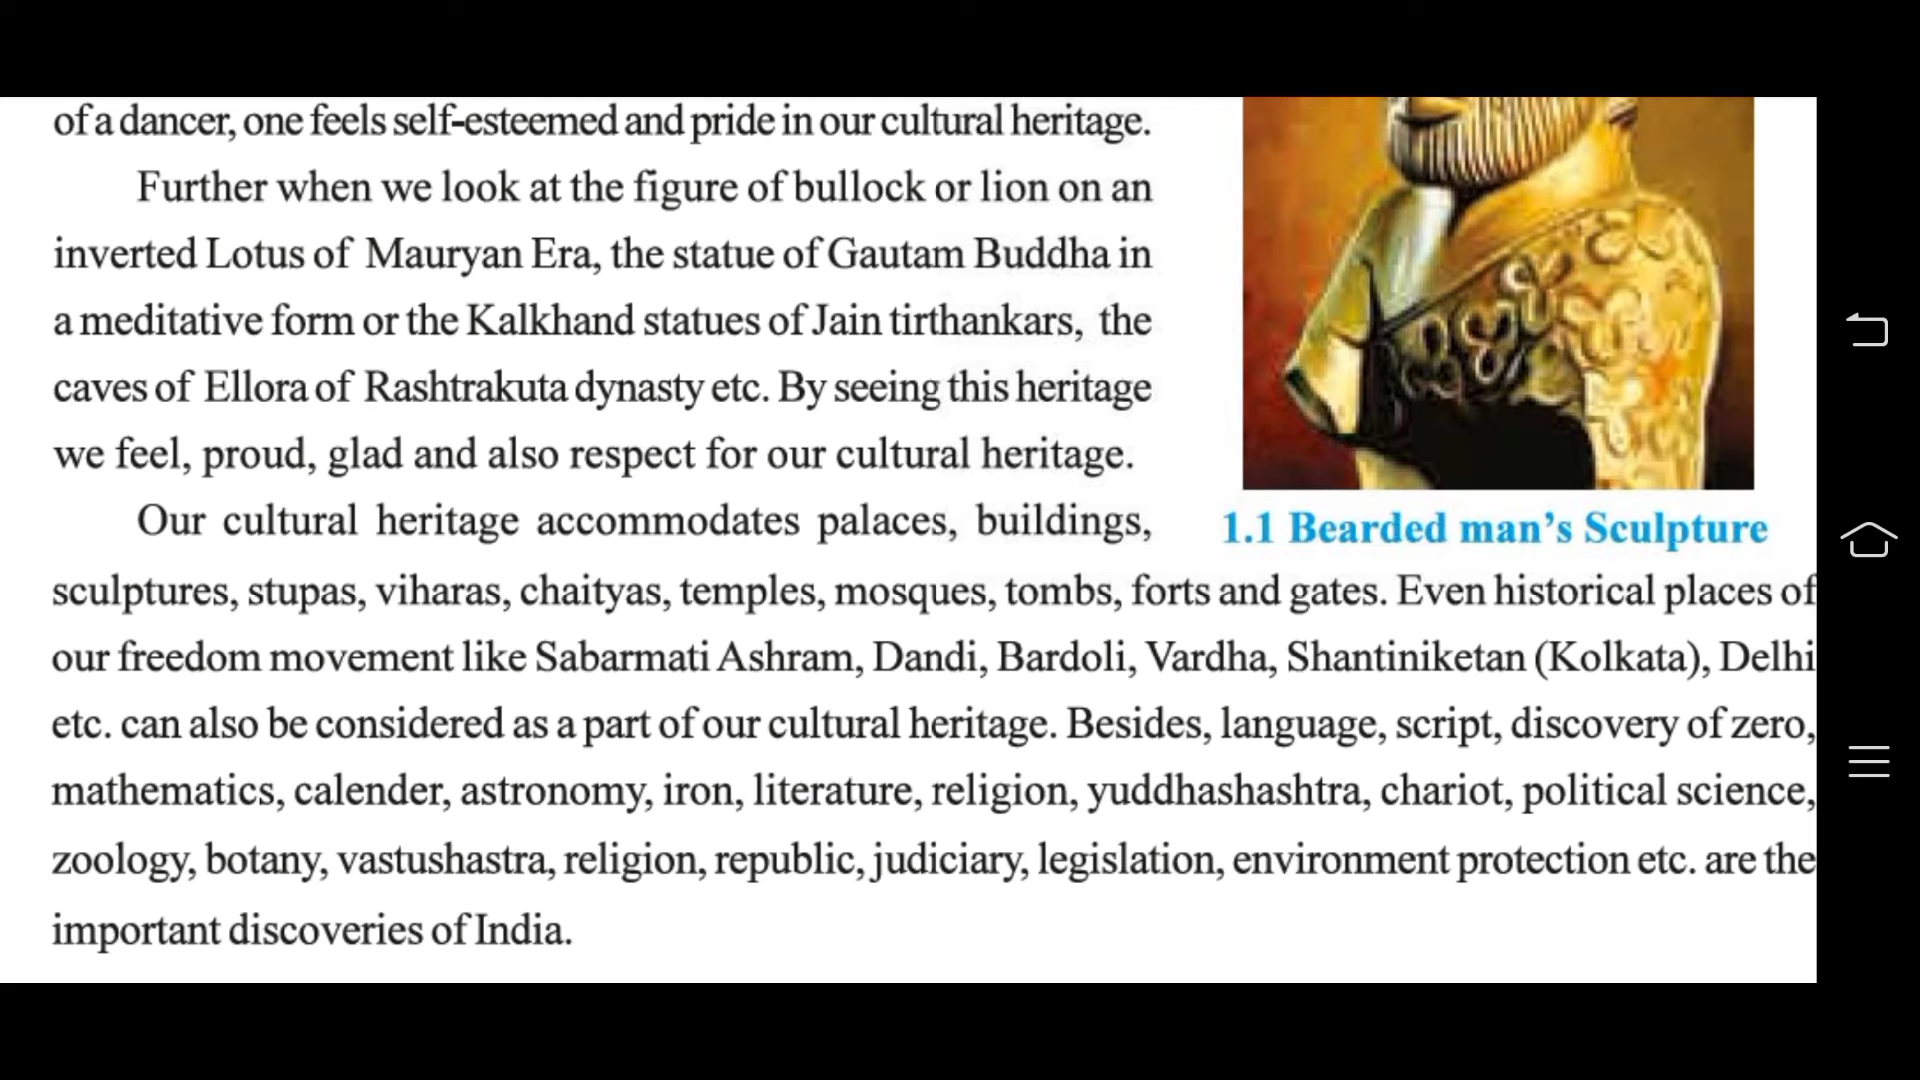 of a dancer, one feels self-esteemed and pride in our cultural heritage.
Further when we look at the figure of bullock or lion on an
inverted Lotus of Mauryan Era, the statue of Gautam Buddha in
a meditative form or the Kalkhand statues of Jain tirthankars, the
caves of Ellora of Rashtrakuta dynasty etc. By seeing this heritage
we feel, proud, glad and also respect for our cultural heritage.
Our cultural heritage accommodates palaces, buildings,
1.1 Bearded man's Sculpture
sculptures, stupas, viharas, chaityas, temples, mosques, tombs, forts and gates. Even historical places of
our freedom movement like Sabarmati Ashram, Dandi, Bardoli, Vardha, Shantiniketan (Kolkata), Delhi
etc. can also be considered as a part of our cultural heritage. Besides, language, script, discovery of zero,
mathematics, calender, astronomy, iron, literature, religion, yuddhashashtra, chariot, political science,
zoology, botany, vastushastra, religion, republic, judiciary, legislation, environment protection etc. are the
important discoveries of India.